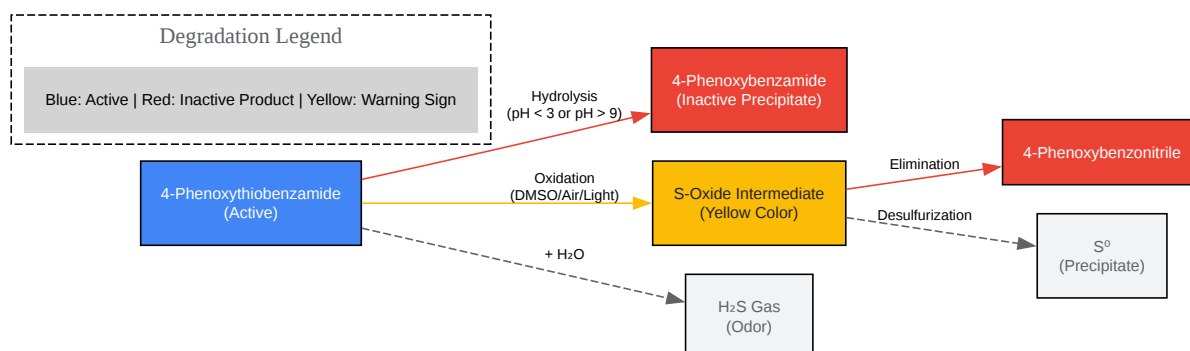 Degradation Legend
Blue: Active | Red: Inactive Product | Yellow: Warning Sign
4-Phenoxythiobenzamide
(Active)
Hydrolysis
(pH < 3 or pH > 9)
4-Phenoxybenzamide
(Inactive Precipitate)
Oxidation
(DMSO/Air/Light)
S-Oxide Intermediate
(Yellow Color)
Elimination
4-Phenoxybenzonitrile
Desulfurization
S⁰
(Precipitate)
+ H₂O
H₂S Gas
(Odor)